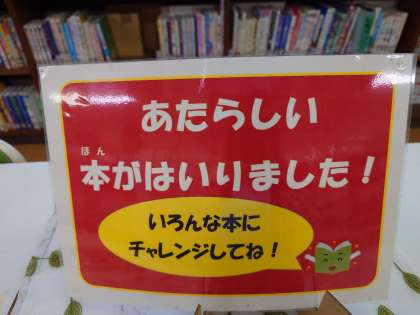 あたらしい
ほん
本がはいりました！
いろんな本に
チャレンジしてね！